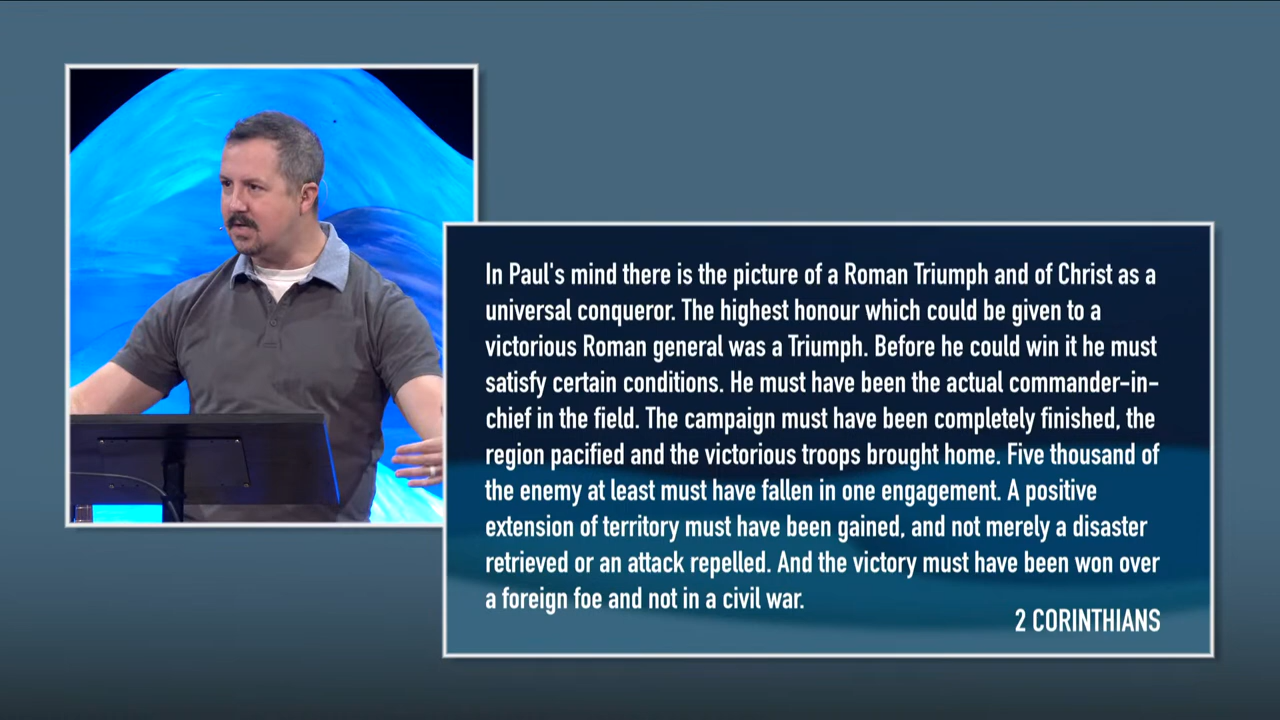 In Paul's mind there is the picture of a Roman Triumph and of Christ as a
universal conqueror. The highest honour which could be given to a
victorious Roman general was a Triumph. Before he could win it he must
satisfy certain conditions. He must have been the actual commander-in-
chief in the field. The campaign must have been completely finished, the
region pacified and the victorious troops brought home. Five thousand of
the enemy at least must have fallen in one engagement. A positive
extension of territory must have been gained, and not merely a disaster
retrieved or an attack repelled. And the victory must have been won over
a foreign foe and not in a civil war.
2 CORINTHIANS